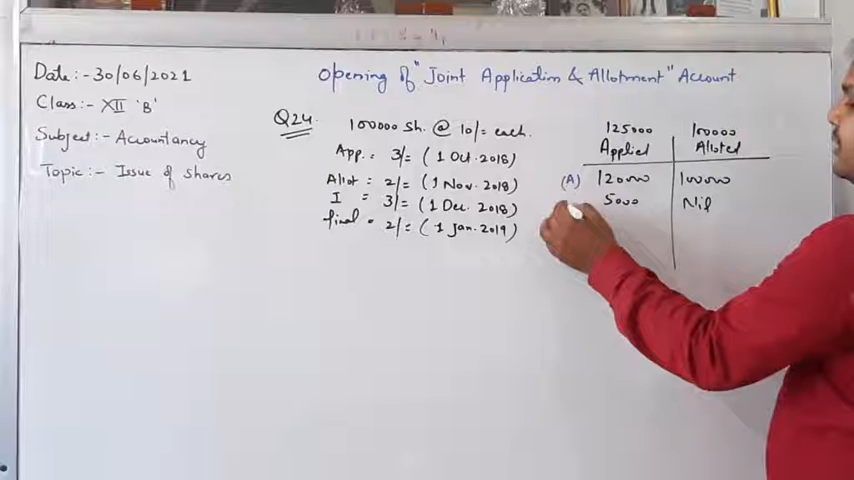 Opening of "Joint Application & Allotment" Account
Date:- 30/06/2021
Class:- XII 'B'
Subject:- Accountancy
Topic:- Issue of shares
Q24.
100000 sh. @ 10/= each.
App. = 3/= (1 Oct. 2018)
Allot = 2/= (1 Nov. 2018)
I = 3/= (1 Dec. 2018)
final = 2/= (1 Jan. 2019)
125000 100000
Applied Alloted
(A) 120000 100000
5000 Nil